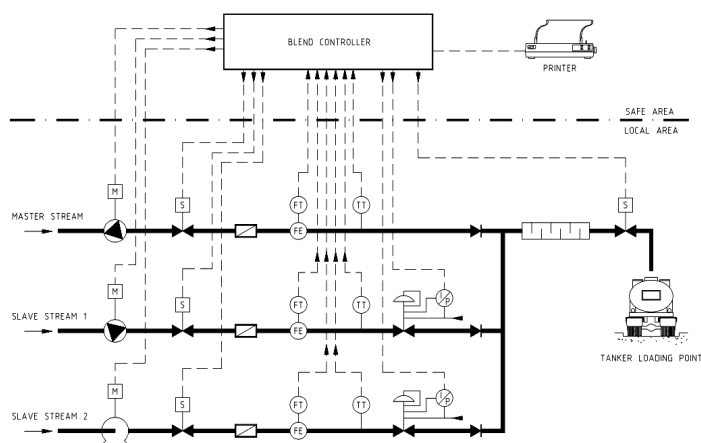 BLEND CONTROLLER
PRINTER
SAFE AREA
LOCAL AREA
M
S
FT
TT
S
MASTER STREAM
FE
M
S
FT
TT
I/P
SLAVE STREAM 1
FE
TANKER LOADING POINT
M
S
FT
TT
I/P
SLAVE STREAM 2
FE